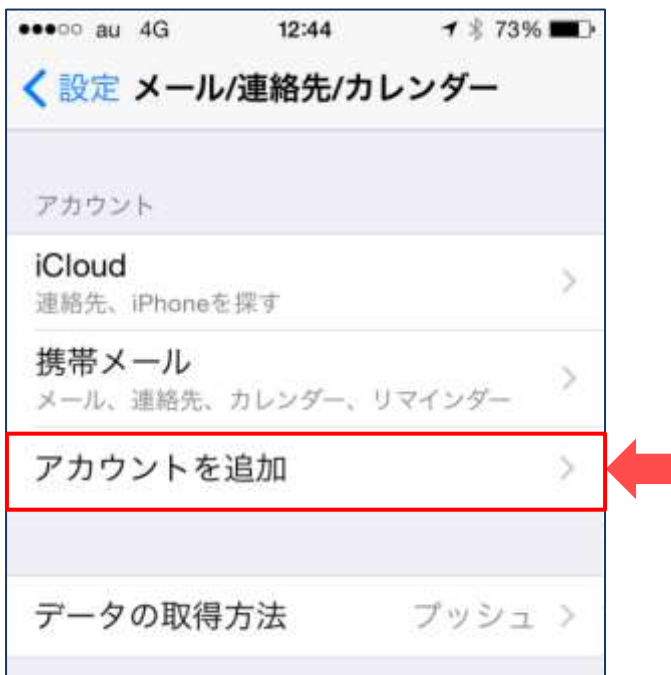 au 4G 12:44 73%
設定 メール/連絡先/カレンダー
アカウント
iCloud
連絡先、iPhoneを探す
携帯メール
メール、連絡先、カレンダー、リマインダー
アカウントを追加
データの取得方法 プッシュ